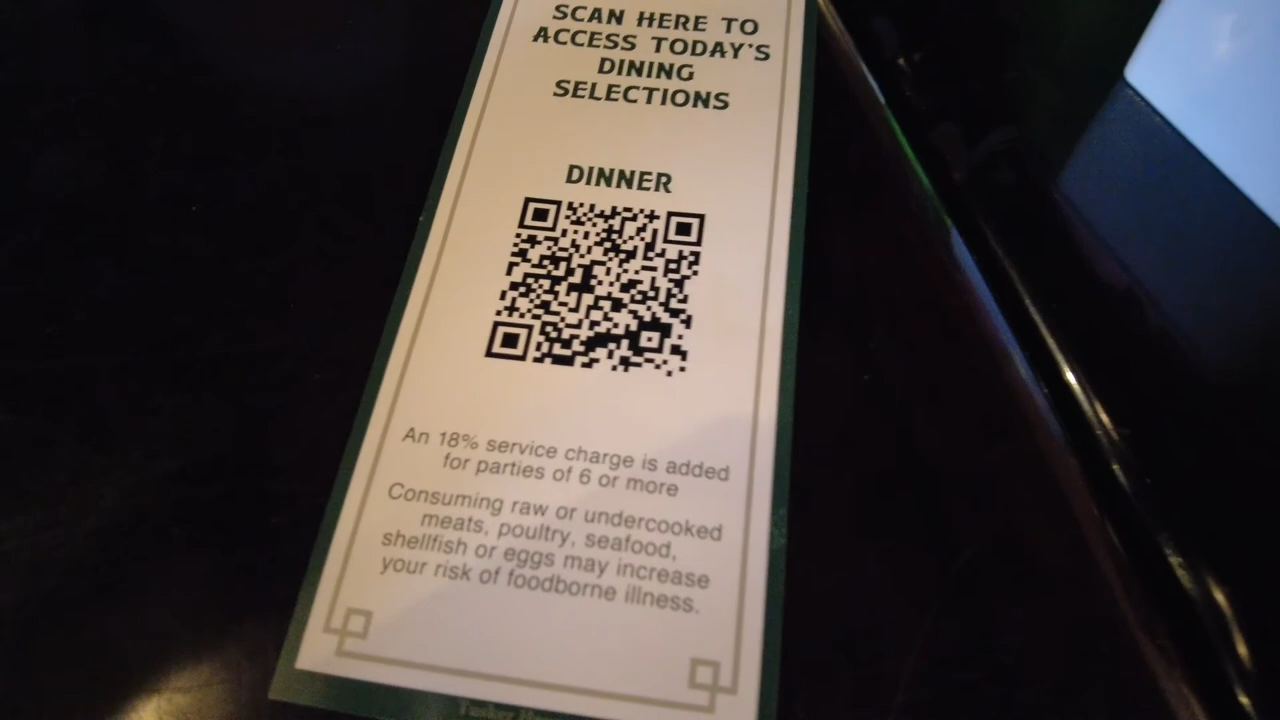 SCAN HERE TO
ACCESS TODAY'S
DINING
SELECTIONS
DINNER
An 18% service charge is added
for parties of 6 or more
Consuming raw or undercooked
meats, poultry, seafood,
shellfish or eggs may increase
your risk of foodborne illness.